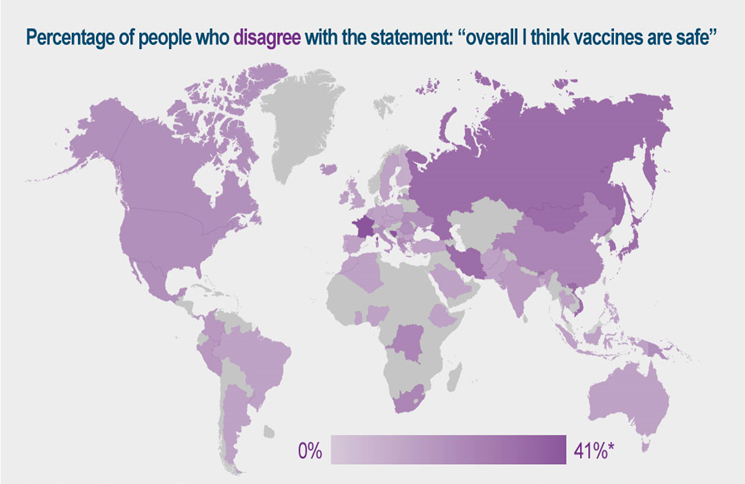 Percentage of people who disagree with the statement: “overall I think vaccines are safe”
0%
41%*